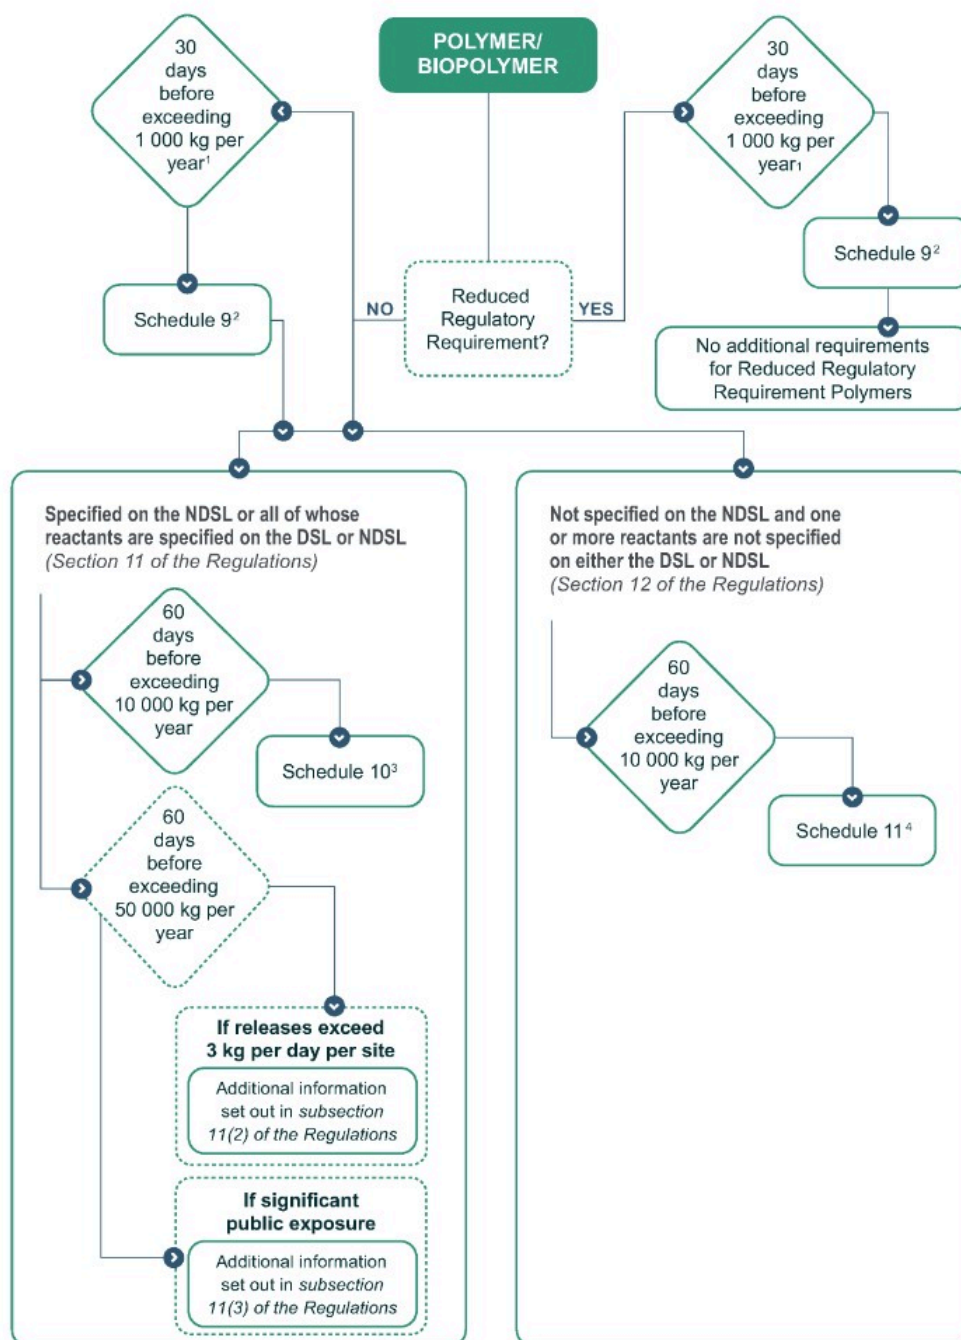 POLYMER/
BIOPOLYMER
30
days
before
exceeding
1 000 kg per
year¹
30
days
before
exceeding
1 000 kg per
year₁
Schedule 9²
Schedule 9²
NO
Reduced
Regulatory
Requirement?
YES
No additional requirements
for Reduced Regulatory
Requirement Polymers
Specified on the NDSL or all of whose
reactants are specified on the DSL or NDSL
(Section 11 of the Regulations)
60
days
before
exceeding
10 000 kg per
year
Schedule 10³
60
days
before
exceeding
50 000 kg per
year
If releases exceed
3 kg per day per site
Additional information
set out in subsection
11(2) of the Regulations
If significant
public exposure
Additional information
set out in subsection
11(3) of the Regulations
Not specified on the NDSL and one
or more reactants are not specified
on either the DSL or NDSL
(Section 12 of the Regulations)
60
days
before
exceeding
10 000 kg per
year
Schedule 11⁴